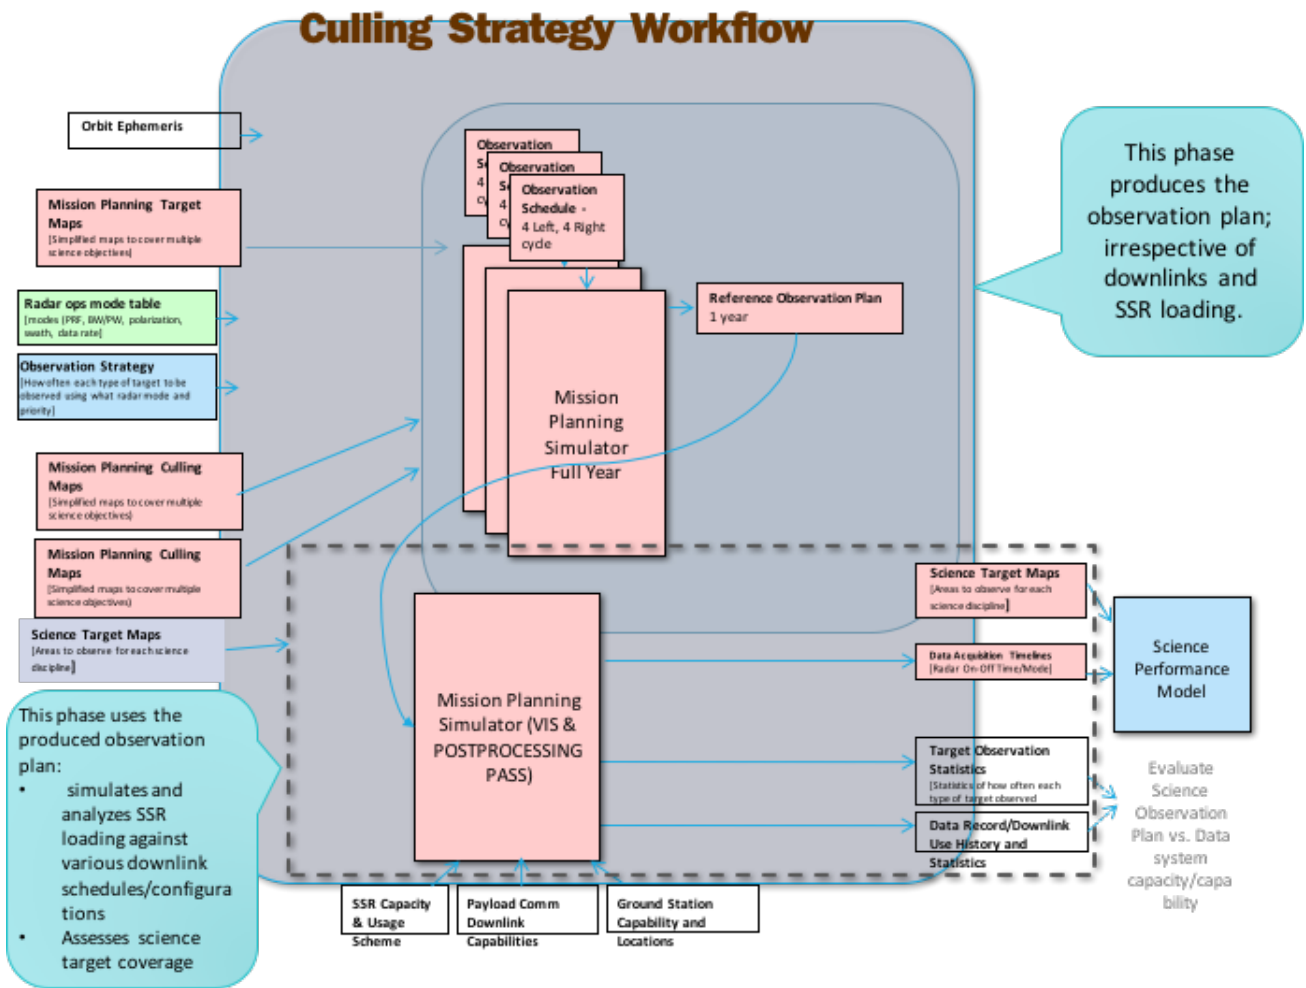 Culling Strategy Workflow
Orbit Ephemeris
Mission Planning Target
Maps
[Simplified maps to cover multiple
science objectives)
Radar ops mode table
[modes (PRF, BW/PW, polarization,
swath, data rate]
Observation Strategy
[How often each type of target to be
observed using what radar mode and
priority]
Mission Planning Culling
Maps
[Simplified maps to cover multiple
science objectives)
Mission Planning Culling
Maps
[Simplified maps to cover multiple
science objectives)
Science Target Maps
[Areas to observe for each science
discipline]
This phase uses the
produced observation
plan:
• simulates and
analyzes SSR
loading against
various downlink
schedules/configura
tions
• Assesses science
target coverage
Observation
4
Observation
4
Observation
Schedule -
4 Left, 4 Right
cycle
Mission
Planning
Simulator
Full Year
Reference Observation Plan
1 year
This phase
produces the
observation plan;
irrespective of
downlinks and
SSR loading.
Mission Planning
Simulator (VIS &
POSTPROCESSING
PASS)
SSR Capacity
& Usage
Scheme
Payload Comm
Downlink
Capabilities
Ground Station
Capability and
Locations
Science Target Maps
[Areas to observe for each
science discipline]
Data Acquisition Timelines
[Radar On-Off Time/Mode]
Target Observation
Statistics
[Statistics of how often each
type of target observed
Data Record/Downlink
Use History and
Statistics
Science
Performance
Model
Evaluate
Science
Observation
Plan vs. Data
system
capacity/capa
bility